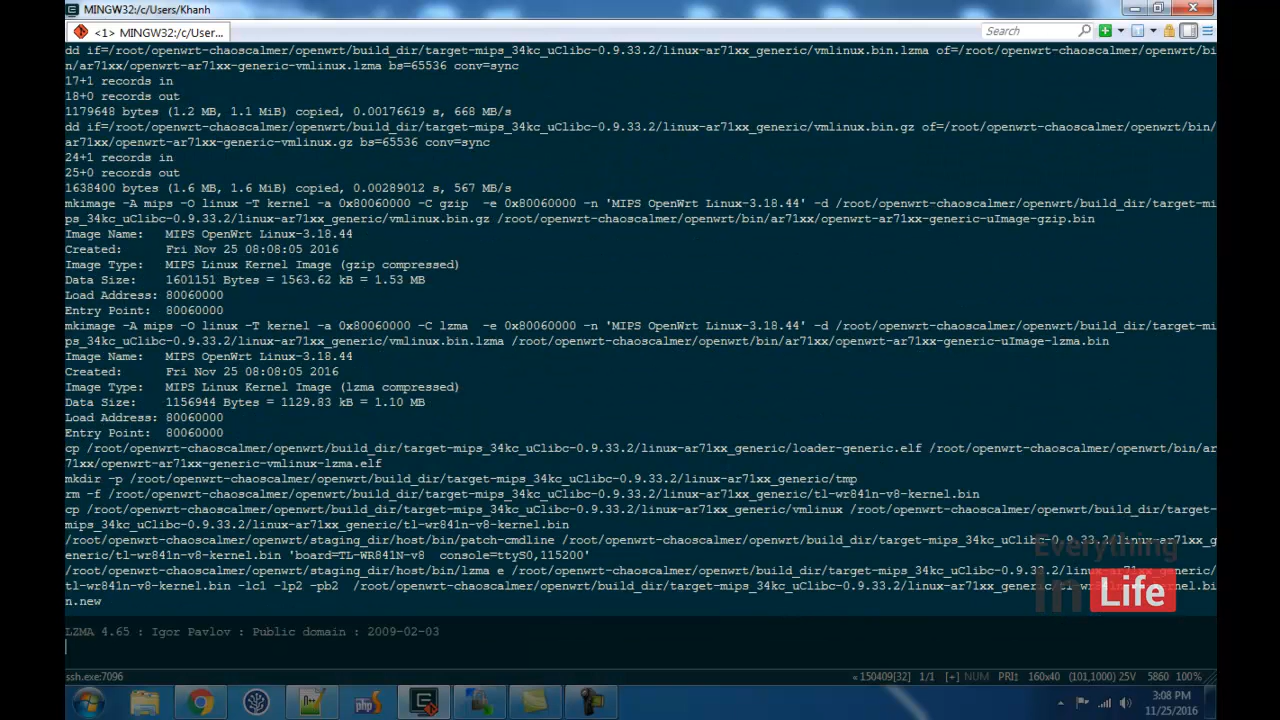 MINGW32:/c/Users/Khanh
<1> MINGW32:/c/User...
Search
dd if=/root/openwrt-chaoscalmer/openwrt/build_dir/target-mips_34kc_uClibc-0.9.33.2/linux-ar71xx_generic/vmlinux.bin.lzma of=/root/openwrt-chaoscalmer/openwrt/bi
n/ar71xx/openwrt-ar71xx-generic-vmlinux.lzma bs=65536 conv=sync
17+1 records in
18+0 records out
1179648 bytes (1.2 MB, 1.1 MiB) copied, 0.00176619 s, 668 MB/s
dd if=/root/openwrt-chaoscalmer/openwrt/build_dir/target-mips_34kc_uClibc-0.9.33.2/linux-ar71xx_generic/vmlinux.bin.gz of=/root/openwrt-chaoscalmer/openwrt/bin/
ar71xx/openwrt-ar71xx-generic-vmlinux.gz bs=65536 conv=sync
24+1 records in
25+0 records out
1638400 bytes (1.6 MB, 1.6 MiB) copied, 0.00289012 s, 567 MB/s
mkimage -A mips -O linux -T kernel -a 0x80060000 -C gzip  -e 0x80060000 -n 'MIPS OpenWrt Linux-3.18.44' -d /root/openwrt-chaoscalmer/openwrt/build_dir/target-mi
ps_34kc_uClibc-0.9.33.2/linux-ar71xx_generic/vmlinux.bin.gz /root/openwrt-chaoscalmer/openwrt/bin/ar71xx/openwrt-ar71xx-generic-uImage-gzip.bin
Image Name:   MIPS OpenWrt Linux-3.18.44
Created:      Fri Nov 25 08:08:05 2016
Image Type:   MIPS Linux Kernel Image (gzip compressed)
Data Size:    1601151 Bytes = 1563.62 kB = 1.53 MB
Load Address: 80060000
Entry Point:  80060000
mkimage -A mips -O linux -T kernel -a 0x80060000 -C lzma  -e 0x80060000 -n 'MIPS OpenWrt Linux-3.18.44' -d /root/openwrt-chaoscalmer/openwrt/build_dir/target-mi
ps_34kc_uClibc-0.9.33.2/linux-ar71xx_generic/vmlinux.bin.lzma /root/openwrt-chaoscalmer/openwrt/bin/ar71xx/openwrt-ar71xx-generic-uImage-lzma.bin
Image Name:   MIPS OpenWrt Linux-3.18.44
Created:      Fri Nov 25 08:08:05 2016
Image Type:   MIPS Linux Kernel Image (lzma compressed)
Data Size:    1156944 Bytes = 1129.83 kB = 1.10 MB
Load Address: 80060000
Entry Point:  80060000
cp /root/openwrt-chaoscalmer/openwrt/build_dir/target-mips_34kc_uClibc-0.9.33.2/linux-ar71xx_generic/loader-generic.elf /root/openwrt-chaoscalmer/openwrt/bin/ar
71xx/openwrt-ar71xx-generic-vmlinux-lzma.elf
mkdir -p /root/openwrt-chaoscalmer/openwrt/build_dir/target-mips_34kc_uClibc-0.9.33.2/linux-ar71xx_generic/tmp
rm -f /root/openwrt-chaoscalmer/openwrt/build_dir/target-mips_34kc_uClibc-0.9.33.2/linux-ar71xx_generic/tl-wr841n-v8-kernel.bin
cp /root/openwrt-chaoscalmer/openwrt/build_dir/target-mips_34kc_uClibc-0.9.33.2/linux-ar71xx_generic/vmlinux /root/openwrt-chaoscalmer/openwrt/build_dir/target-
mips_34kc_uClibc-0.9.33.2/linux-ar71xx_generic/tl-wr841n-v8-kernel.bin
/root/openwrt-chaoscalmer/openwrt/staging_dir/host/bin/patch-cmdline /root/openwrt-chaoscalmer/openwrt/build_dir/target-mips_34kc_uClibc-0.9.33.2/linux-ar71xx_g
eneric/tl-wr841n-v8-kernel.bin 'board=TL-WR841N-v8  console=ttyS0,115200'
/root/openwrt-chaoscalmer/openwrt/staging_dir/host/bin/lzma e /root/openwrt-chaoscalmer/openwrt/build_dir/target-mips_34kc_uClibc-0.9.33.2/linux-ar71xx_generic/
tl-wr841n-v8-kernel.bin -lc1 -lp2 -pb2  /root/openwrt-chaoscalmer/openwrt/build_dir/target-mips_34kc_uClibc-0.9.33.2/linux-ar71xx_gene
n.new
Everything
In Life
LZMA 4.65 : Igor Pavlov : Public domain : 2009-02-03
ssh.exe:7096
« 150409[32] 1/1 [+] NUM PRI↕ 160x40 (101,1000) 25V 5860 100%
3:08 PM
11/25/2016